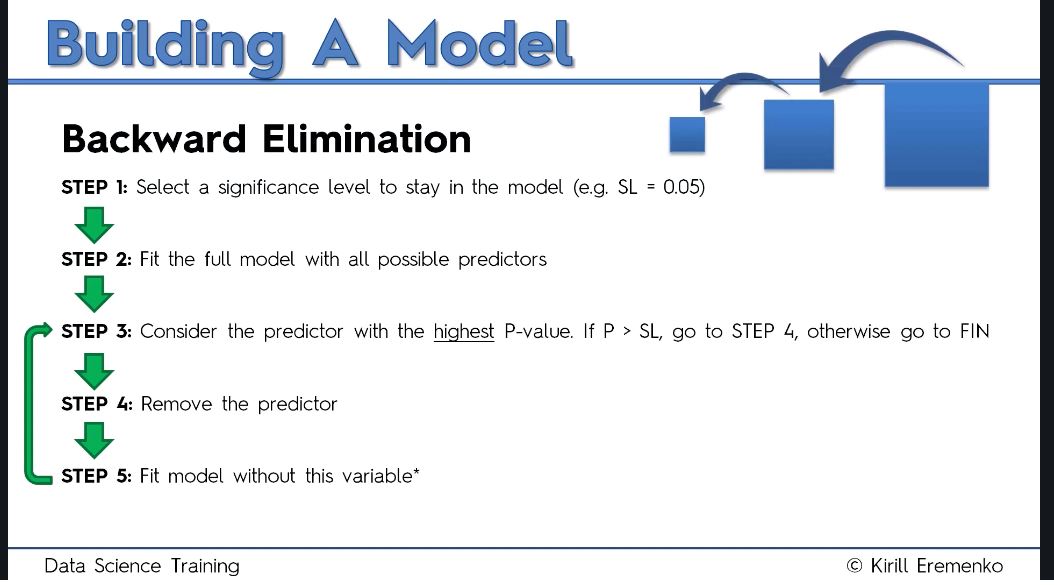 Building A Model
Backward Elimination
STEP 1: Select a significance level to stay in the model (e.g. SL = 0.05)
STEP 2: Fit the full model with all possible predictors
STEP 3: Consider the predictor with the highest P-value. If P > SL, go to STEP 4, otherwise go to FIN
STEP 4: Remove the predictor
STEP 5: Fit model without this variable*
Data Science Training
© Kirill Eremenko